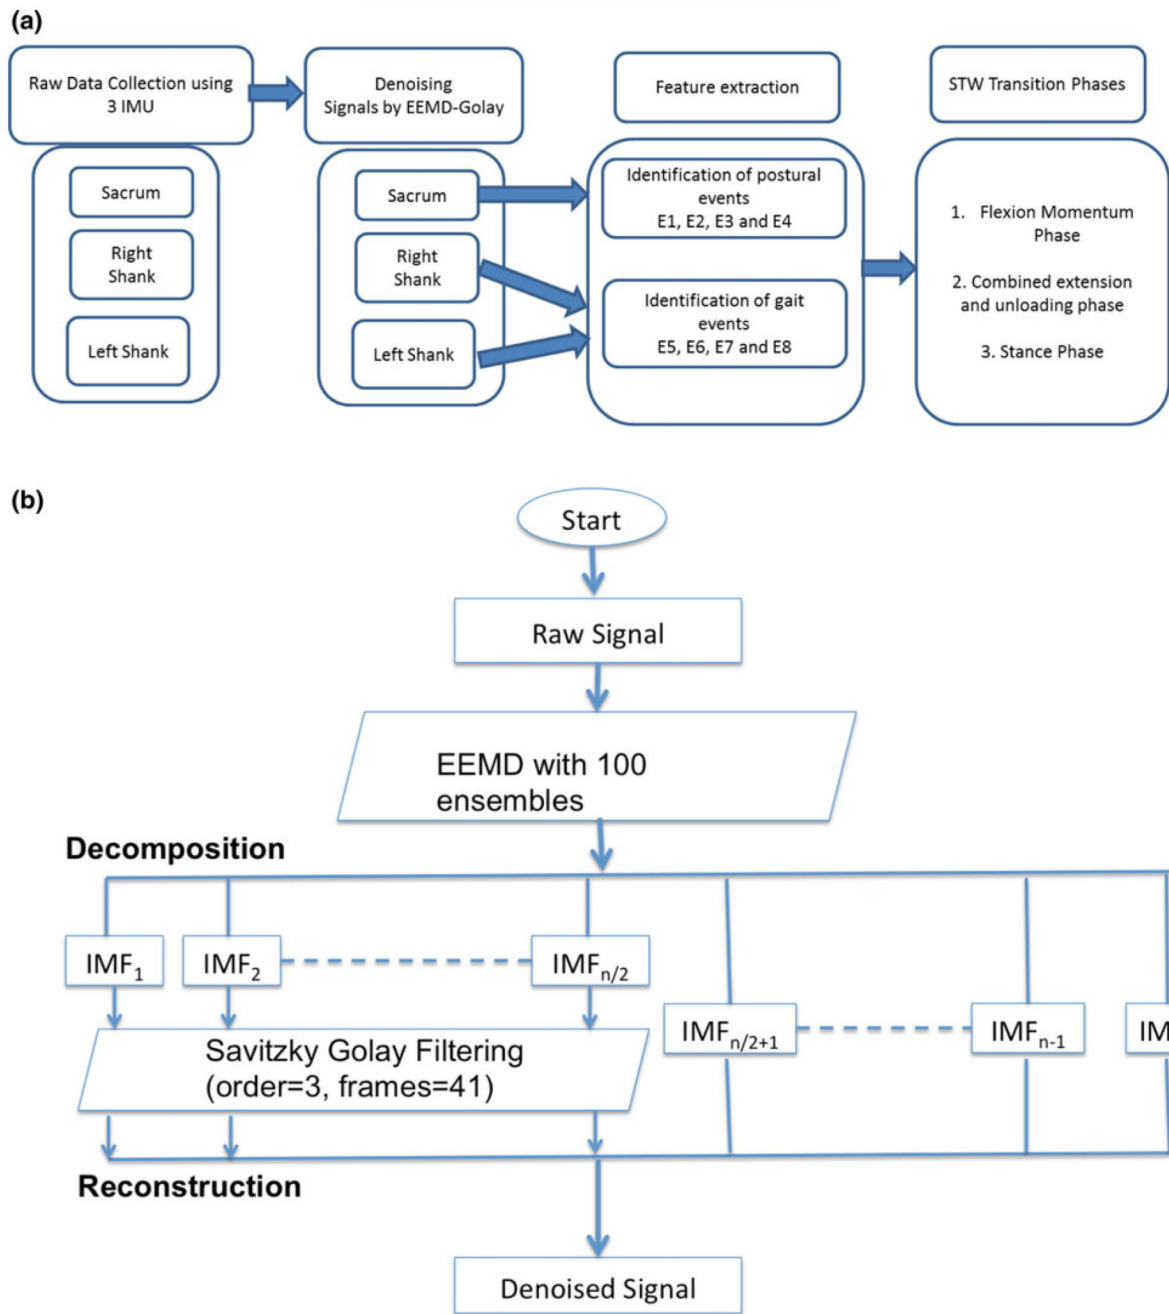 (a)
Raw Data Collection using
3 IMU
Denoising
Signals by EEMD-Golay
Feature extraction
STW Transition Phases
Sacrum
Right
Shank
Left Shank
Sacrum
Right
Shank
Left Shank
Identification of postural
events
E1, E2, E3 and E4
Identification of gait
events
E5, E6, E7 and E8
1. Flexion Momentum
Phase
2. Combined extension
and unloading phase
3. Stance Phase
(b)
Start
Raw Signal
EEMD with 100
ensembles
Decomposition
IMF1
IMF2
IMFn/2
IMFn/2+1
IMFn-1
Savitzky Golay Filtering
(order=3, frames=41)
Reconstruction
Denoised Signal